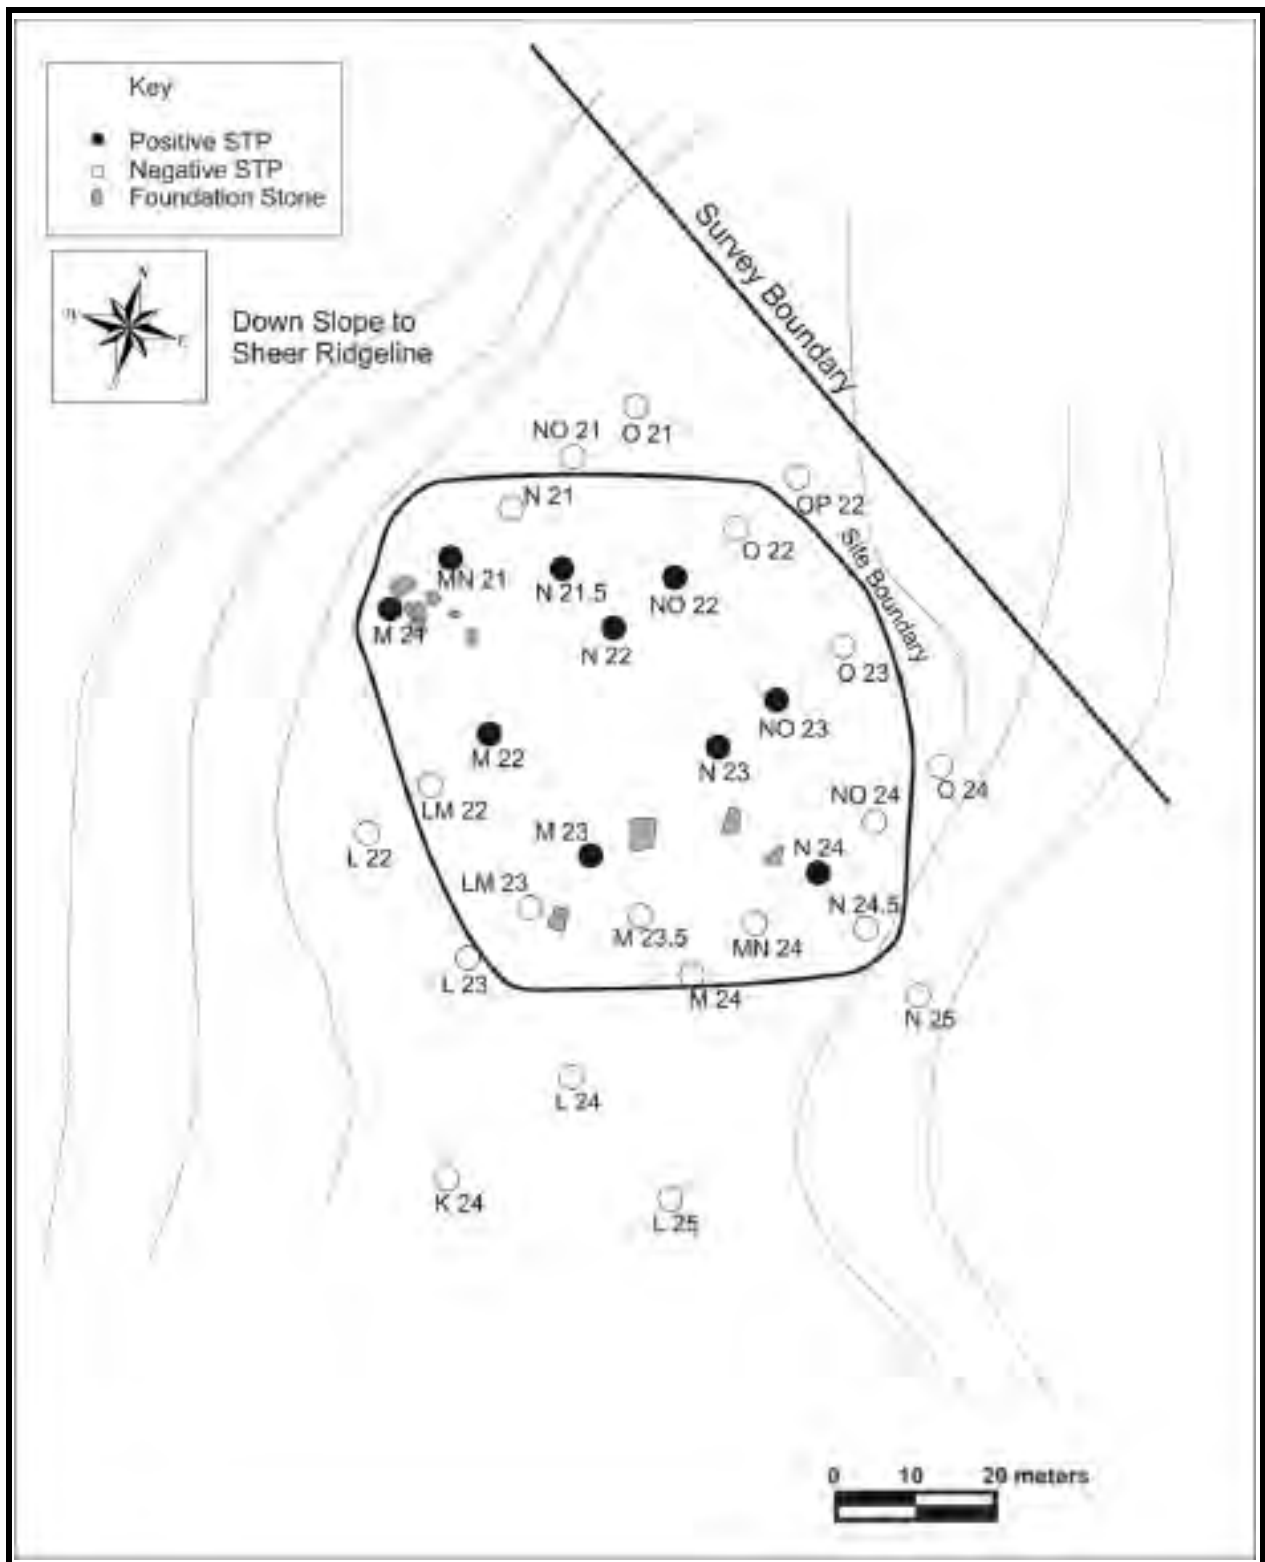 Key
Positive STP
Negative STP
Foundation Stone
N
E
Down Slope to
Sheer Ridgeline
Survey Boundary
Site Boundary
NO 21
O 21
N 21
OP 22
O 22
MN 21
N 21.5
NO 22
M 21
N 22
O 23
NO 23
M 22
N 23
O 24
NO 24
LM 22
L 22
M 23
N 24
LM 23
N 24.5
M 23.5
MN 24
L 23
M 24
N 25
L 24
K 24
L 25
0 10 20 meters